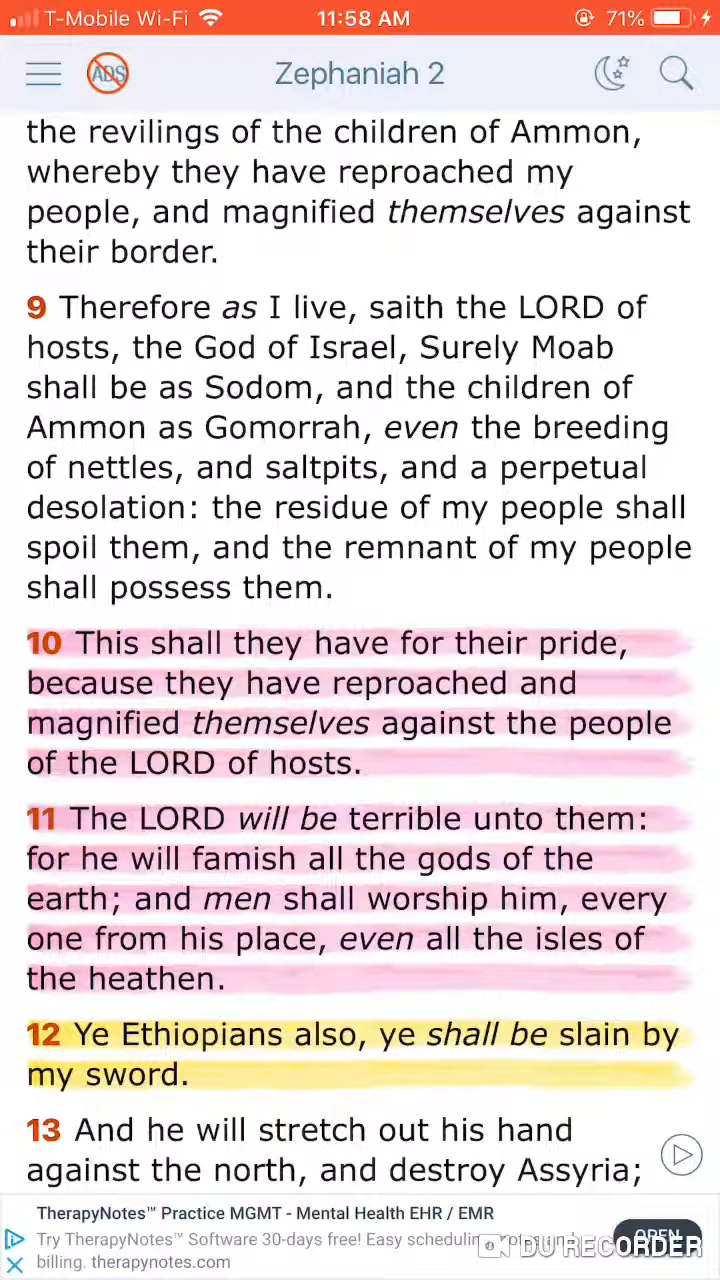 T-Mobile Wi-Fi 11:58 AM 71%
ADS Zephaniah 2
the revilings of the children of Ammon,
whereby they have reproached my
people, and magnified themselves against
their border.
9 Therefore as I live, saith the LORD of
hosts, the God of Israel, Surely Moab
shall be as Sodom, and the children of
Ammon as Gomorrah, even the breeding
of nettles, and saltpits, and a perpetual
desolation: the residue of my people shall
spoil them, and the remnant of my people
shall possess them.
10 This shall they have for their pride,
because they have reproached and
magnified themselves against the people
of the LORD of hosts.
11 The LORD will be terrible unto them:
for he will famish all the gods of the
earth; and men shall worship him, every
one from his place, even all the isles of
the heathen.
12 Ye Ethiopians also, ye shall be slain by
my sword.
13 And he will stretch out his hand
against the north, and destroy Assyria;
TherapyNotes™ Practice MGMT - Mental Health EHR / EMR
Try TherapyNotes™ Software 30-days free! Easy
billing. therapynotes.com
OPEN
DU RECORDER